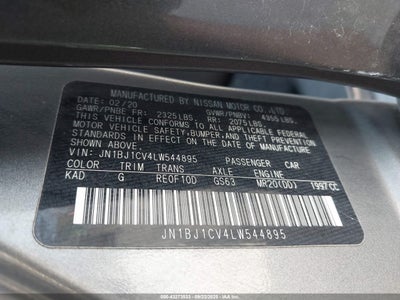 MANUFACTURED BY NISSAN MOTOR CO.,LTD.
DATE: 02/20 GVWR/PNBV: 4355 LBS.
GAWR/PNBE FR: 2325LBS RR: 2075LBS
THIS VEHICLE CONFORMS TO ALL APPLICABLE FEDERAL
MOTOR VEHICLE SAFETY, BUMPER, AND THEFT PREVENTION
STANDARDS IN EFFECT ON THE DATE OF MANUFACTURE
SHOWN ABOVE.
VIN: JN1BJ1CV4LW544895 PASSENGER CAR
COLOR TRIM TRANS AXLE ENGINE
KAD G RE0F10D GS63 MR20(DD) 1997CC
JN1BJ1CV4LW544895